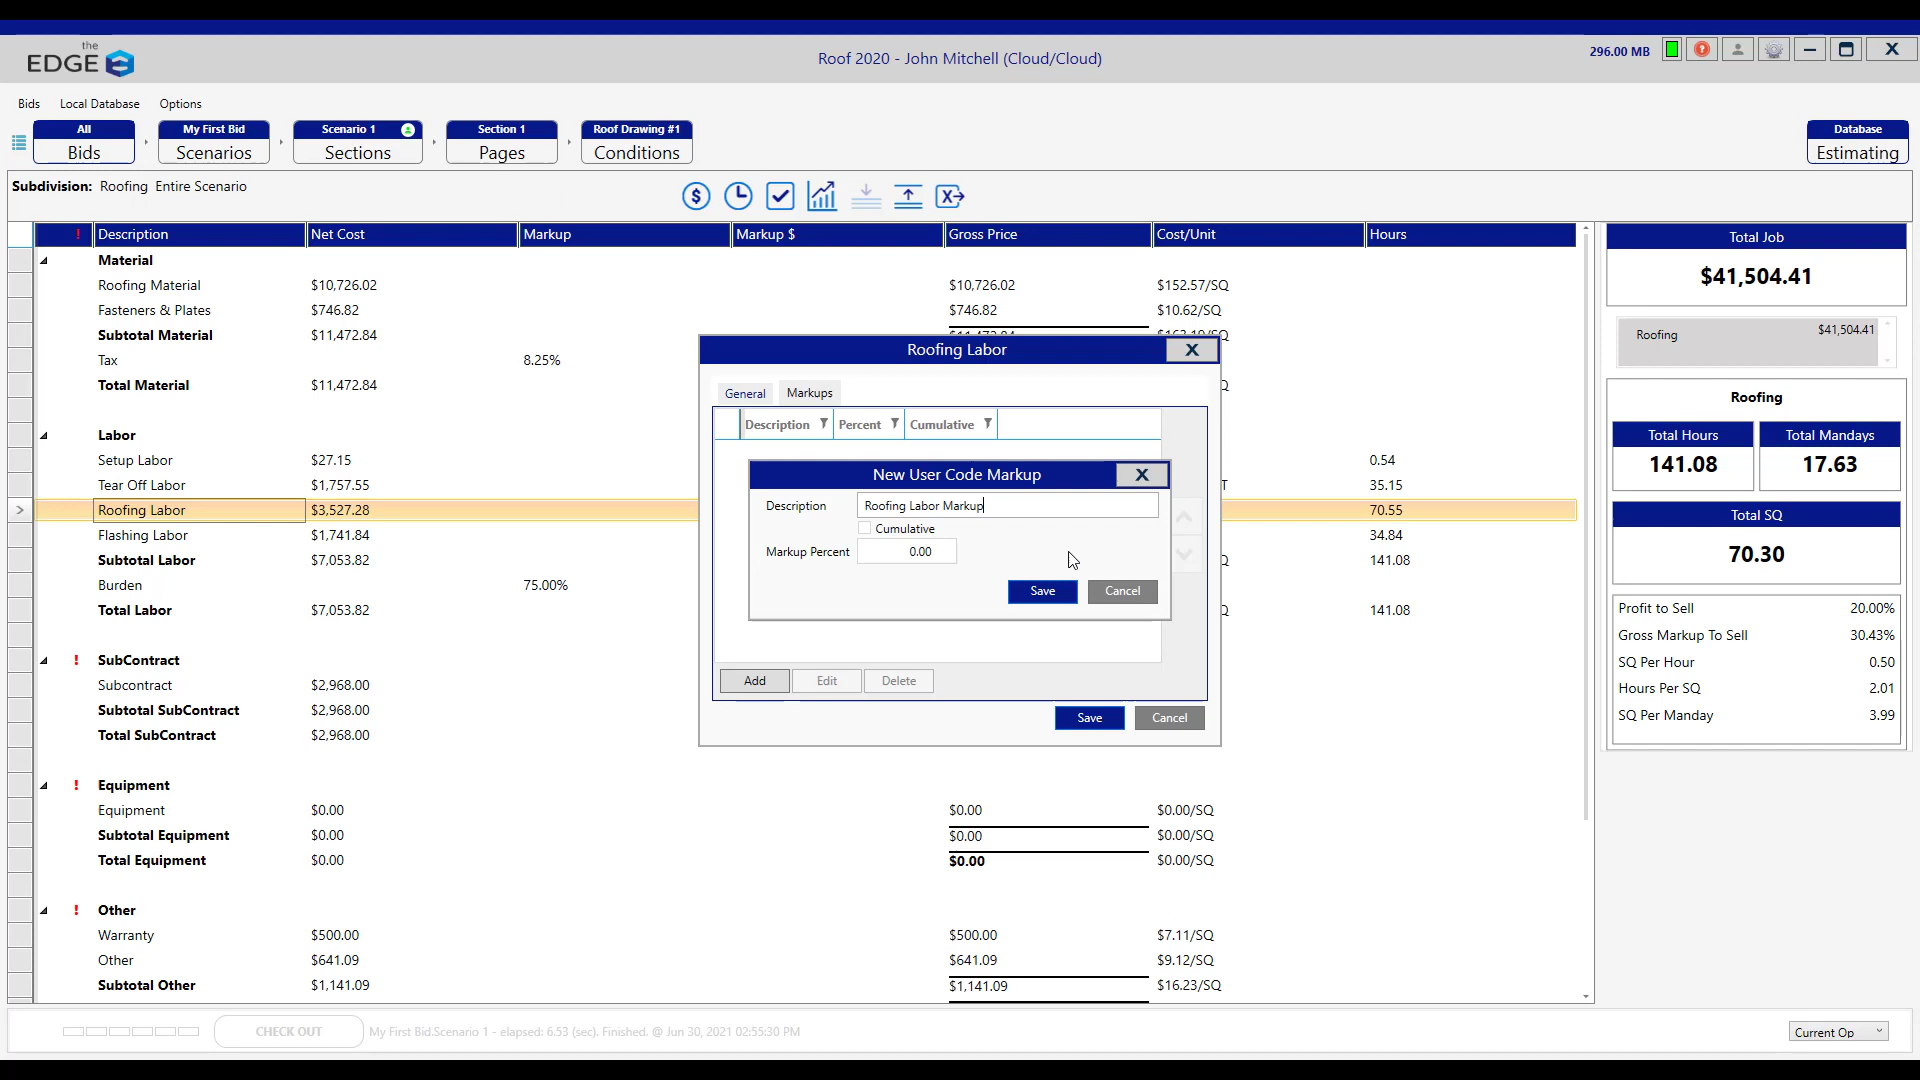 the
EDGE
Roof 2020 - John Mitchell (Cloud/Cloud)
296.00 MB
Bids Local Database Options
All
Bids
My First Bid
Scenarios
Scenario 1
Sections
Section 1
Pages
Roof Drawing #1
Conditions
Database
Estimating
Subdivision: Roofing Entire Scenario
! Description Net Cost Markup Markup $ Gross Price Cost/Unit Hours
Material
Roofing Material $10,726.02 $10,726.02 $152.57/SQ
Fasteners & Plates $746.82 $746.82 $10.62/SQ
Subtotal Material $11,472.84
Tax 8.25%
Total Material $11,472.84
Labor
Setup Labor $27.15 0.54
Tear Off Labor $1,757.55 35.15
Roofing Labor $3,527.28 70.55
Flashing Labor $1,741.84 34.84
Subtotal Labor $7,053.82 141.08
Burden 75.00%
Total Labor $7,053.82 141.08
! SubContract
Subcontract $2,968.00
Subtotal SubContract $2,968.00
Total SubContract $2,968.00
! Equipment
Equipment $0.00 $0.00 $0.00/SQ
Subtotal Equipment $0.00 $0.00 $0.00/SQ
Total Equipment $0.00 $0.00 $0.00/SQ
! Other
Warranty $500.00 $500.00 $7.11/SQ
Other $641.09 $641.09 $9.12/SQ
Subtotal Other $1,141.09 $1,141.09 $16.23/SQ
Roofing Labor X
General Markups
Description Percent Cumulative
New User Code Markup X
Description Roofing Labor Markup
Cumulative
Markup Percent 0.00
Save Cancel
Add Edit Delete
Save Cancel
Total Job
$41,504.41
Roofing $41,504.41
Roofing
Total Hours
141.08
Total Mandays
17.63
Total SQ
70.30
Profit to Sell 20.00%
Gross Markup To Sell 30.43%
SQ Per Hour 0.50
Hours Per SQ 2.01
SQ Per Manday 3.99
CHECK OUT My First Bid.Scenario 1 - elapsed: 6.53 (sec). Finished. @ Jun 30, 2021 02:55:30 PM
Current Op